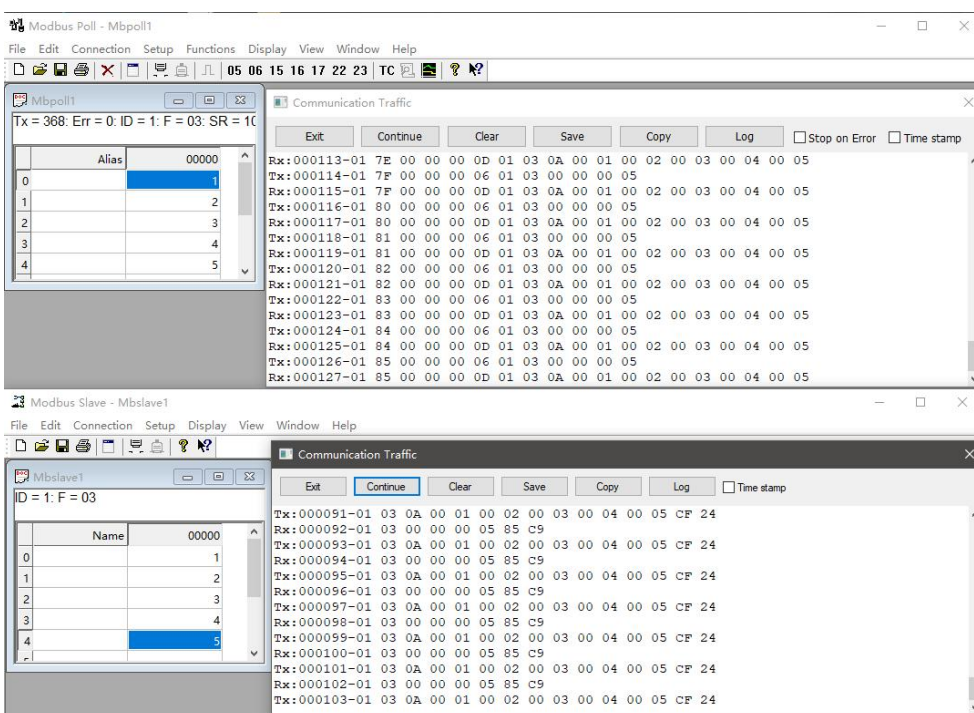 Modbus Poll - Mbpoll1
File Edit Connection Setup Functions Display View Window Help
05 06 15 16 17 22 23 TC
Mbpoll1
Tx = 368: Err = 0: ID = 1: F = 03: SR = 10
Alias 00000
0 1
1 2
2 3
3 4
4 5
Communication Traffic
Exit Continue Clear Save Copy Log Stop on Error Time stamp
Rx:000113-01 7E 00 00 00 0D 01 03 0A 00 01 00 02 00 03 00 04 00 05
Tx:000114-01 7F 00 00 00 06 01 03 00 00 00 05
Rx:000115-01 7F 00 00 00 0D 01 03 0A 00 01 00 02 00 03 00 04 00 05
Tx:000116-01 80 00 00 00 06 01 03 00 00 00 05
Rx:000117-01 80 00 00 00 0D 01 03 0A 00 01 00 02 00 03 00 04 00 05
Tx:000118-01 81 00 00 00 06 01 03 00 00 00 05
Rx:000119-01 81 00 00 00 0D 01 03 0A 00 01 00 02 00 03 00 04 00 05
Tx:000120-01 82 00 00 00 06 01 03 00 00 00 05
Rx:000121-01 82 00 00 00 0D 01 03 0A 00 01 00 02 00 03 00 04 00 05
Tx:000122-01 83 00 00 00 06 01 03 00 00 00 05
Rx:000123-01 83 00 00 00 0D 01 03 0A 00 01 00 02 00 03 00 04 00 05
Tx:000124-01 84 00 00 00 06 01 03 00 00 00 05
Rx:000125-01 84 00 00 00 0D 01 03 0A 00 01 00 02 00 03 00 04 00 05
Tx:000126-01 85 00 00 00 06 01 03 00 00 00 05
Rx:000127-01 85 00 00 00 0D 01 03 0A 00 01 00 02 00 03 00 04 00 05
Modbus Slave - Mbslave1
File Edit Connection Setup Display View Window Help
Mbslave1
ID = 1: F = 03
Name 00000
0 1
1 2
2 3
3 4
4 5
Communication Traffic
Exit Continue Clear Save Copy Log Time stamp
Tx:000091-01 03 0A 00 01 00 02 00 03 00 04 00 05 CF 24
Rx:000092-01 03 00 00 00 05 85 C9
Tx:000093-01 03 0A 00 01 00 02 00 03 00 04 00 05 CF 24
Rx:000094-01 03 00 00 00 05 85 C9
Tx:000095-01 03 0A 00 01 00 02 00 03 00 04 00 05 CF 24
Rx:000096-01 03 00 00 00 05 85 C9
Tx:000097-01 03 0A 00 01 00 02 00 03 00 04 00 05 CF 24
Rx:000098-01 03 00 00 00 05 85 C9
Tx:000099-01 03 0A 00 01 00 02 00 03 00 04 00 05 CF 24
Rx:000100-01 03 00 00 00 05 85 C9
Tx:000101-01 03 0A 00 01 00 02 00 03 00 04 00 05 CF 24
Rx:000102-01 03 00 00 00 05 85 C9
Tx:000103-01 03 0A 00 01 00 02 00 03 00 04 00 05 CF 24